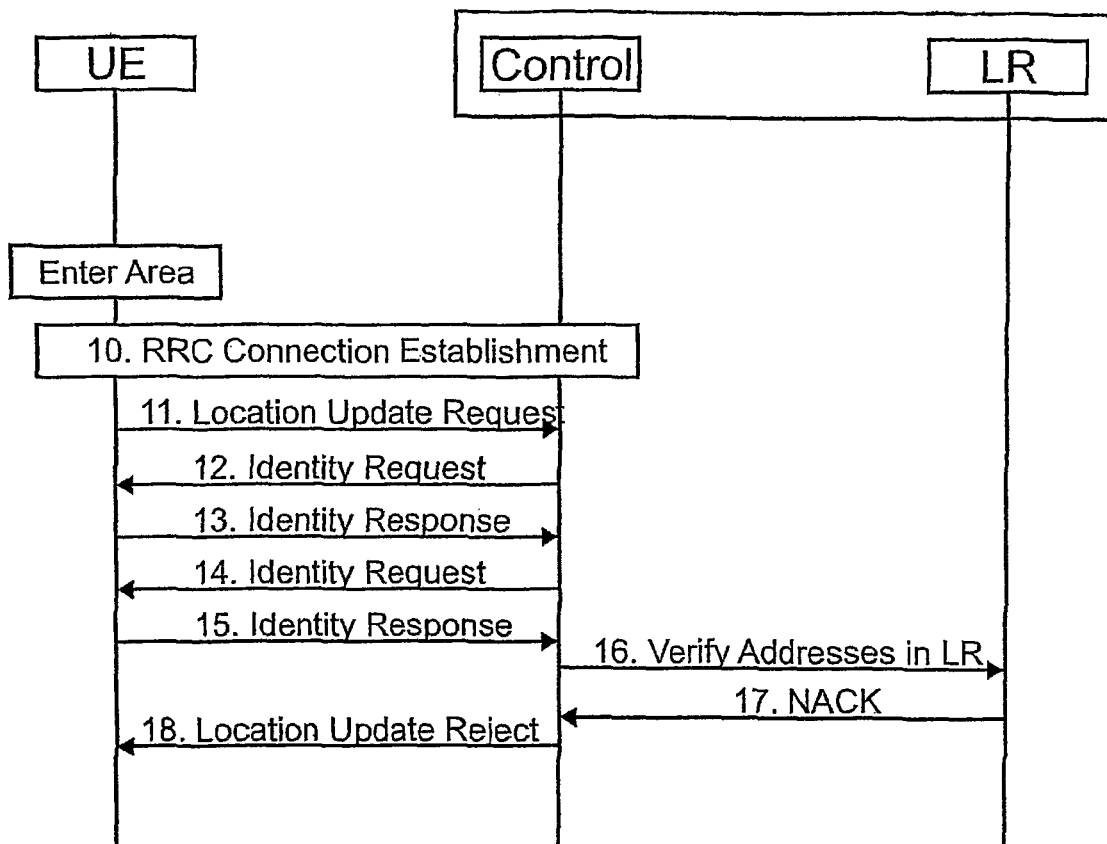 UE
Control
LR
Enter Area
10. RRC Connection Establishment
11. Location Update Request
12. Identity Request
13. Identity Response
14. Identity Request
15. Identity Response
16. Verify Addresses in LR
17. NACK
18. Location Update Reject